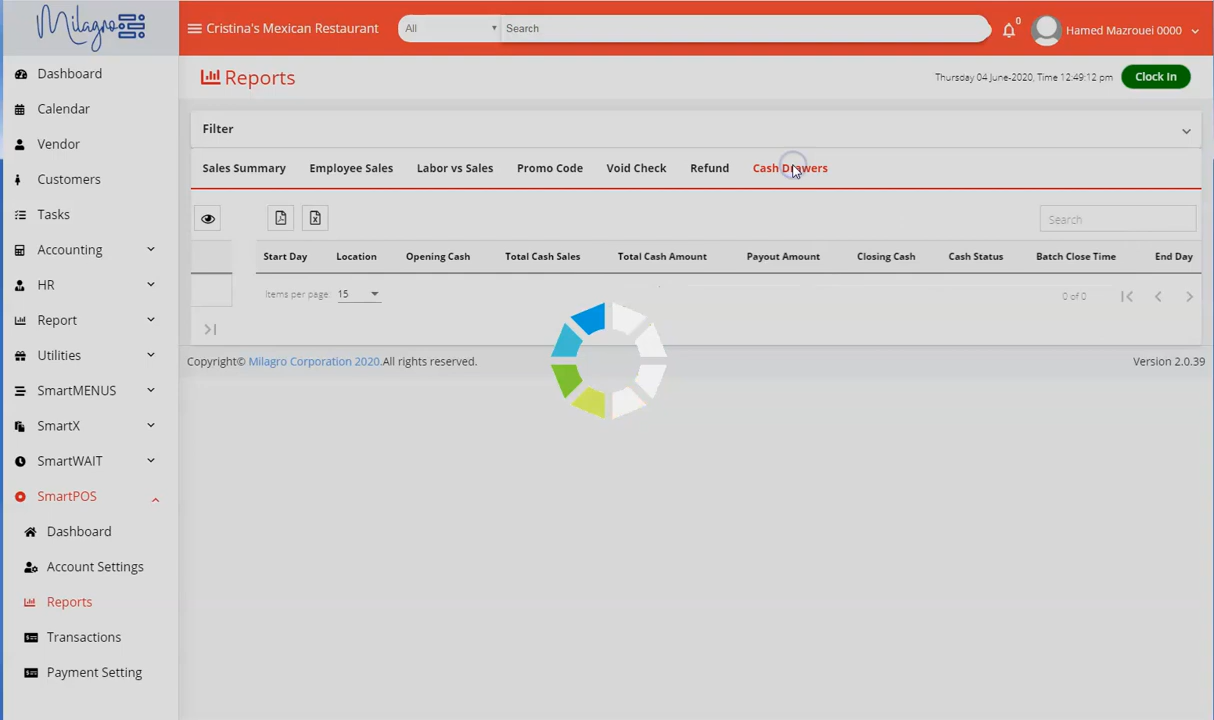 Milagro
Cristina's Mexican Restaurant
All
Search
0
Hamed Mazrouei 0000
Dashboard
Calendar
Vendor
Customers
Tasks
Accounting
HR
Report
Utilities
SmartMENUS
SmartX
SmartWAIT
SmartPOS
Dashboard
Account Settings
Reports
Transactions
Payment Setting
Reports
Thursday 04 June-2020, Time 12:49:12 pm
Clock In
Filter
Sales Summary Employee Sales Labor vs Sales Promo Code Void Check Refund Cash Drawers
Search
Start Day Location Opening Cash Total Cash Sales Total Cash Amount Payout Amount Closing Cash Cash Status Batch Close Time End Day
Items per page: 15
0 of 0
Copyright© Milagro Corporation 2020.All rights reserved.
Version 2.0.39